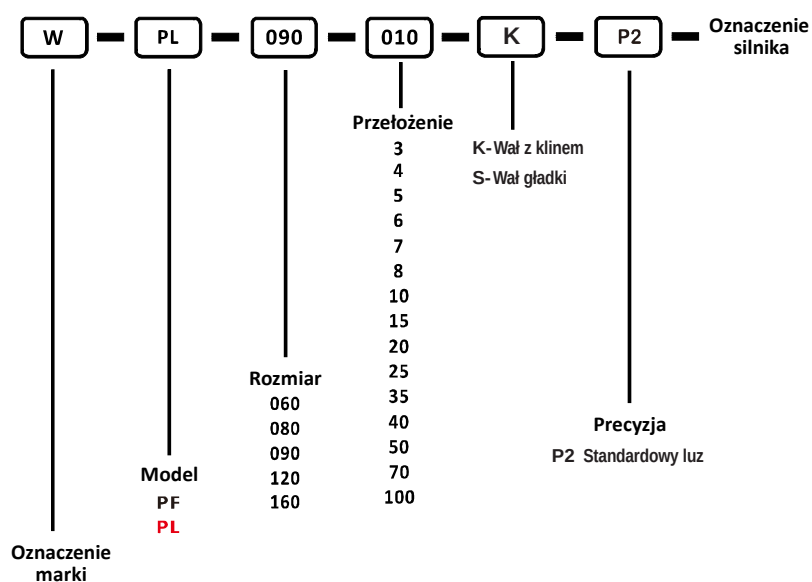 W PL 090 010 K P2 Oznaczenie silnika
Przełożenie
3
4
5
6
7
8
10
15
20
25
35
40
50
70
100
K- Wał z klinem
S- Wał gładki
Rozmiar
060
080
090
120
160
Precyzja
P2 Standardowy luz
Model
PF
PL
Oznaczenie
marki